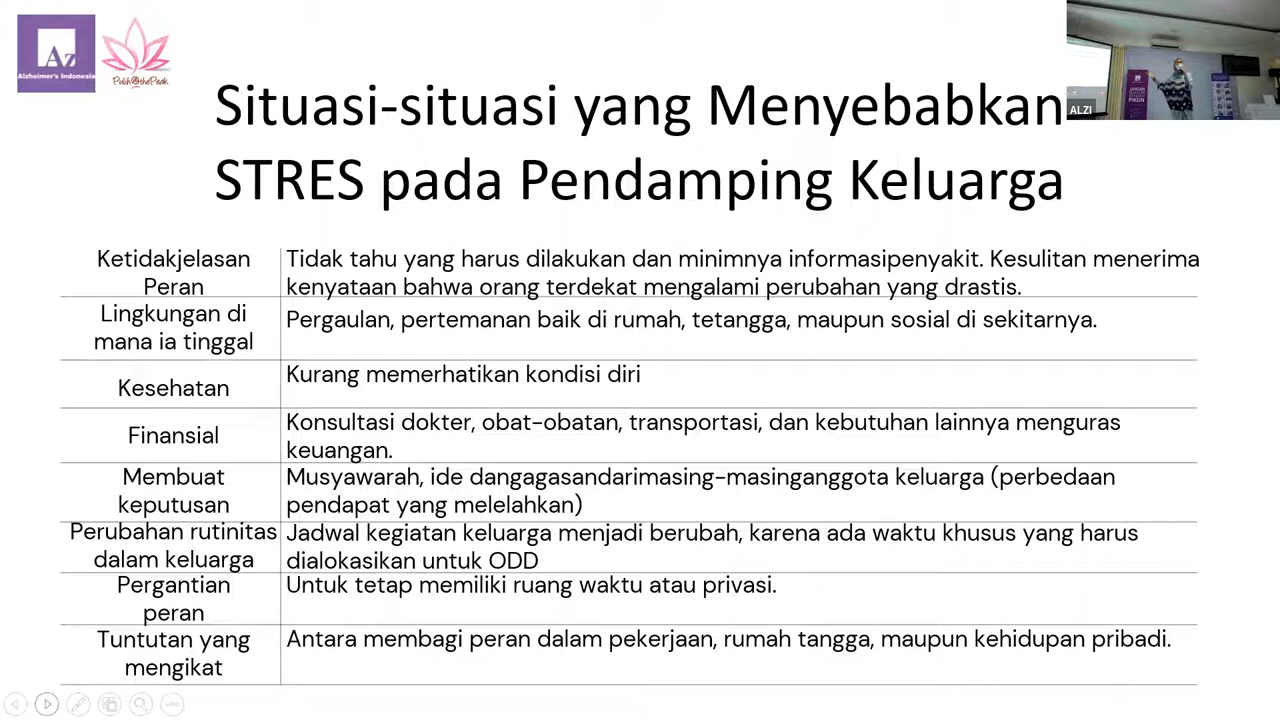 Az
Alzheimer's Indonesia
Pulih@thePeak
ALZI
Situasi-situasi yang Menyebabkan
STRES pada Pendamping Keluarga
Ketidakjelasan
Peran
Tidak tahu yang harus dilakukan dan minimnya informasipenyakit. Kesulitan menerima
kenyataan bahwa orang terdekat mengalami perubahan yang drastis.
Lingkungan di
mana ia tinggal
Pergaulan, pertemanan baik di rumah, tetangga, maupun sosial di sekitarnya.
Kesehatan
Kurang memerhatikan kondisi diri
Finansial
Konsultasi dokter, obat-obatan, transportasi, dan kebutuhan lainnya menguras
keuangan.
Membuat
keputusan
Musyawarah, ide dangagasandarimasing-masinganggota keluarga (perbedaan
pendapat yang melelahkan)
Perubahan rutinitas
dalam keluarga
Jadwal kegiatan keluarga menjadi berubah, karena ada waktu khusus yang harus
dialokasikan untuk ODD
Pergantian
peran
Untuk tetap memiliki ruang waktu atau privasi.
Tuntutan yang
mengikat
Antara membagi peran dalam pekerjaan, rumah tangga, maupun kehidupan pribadi.